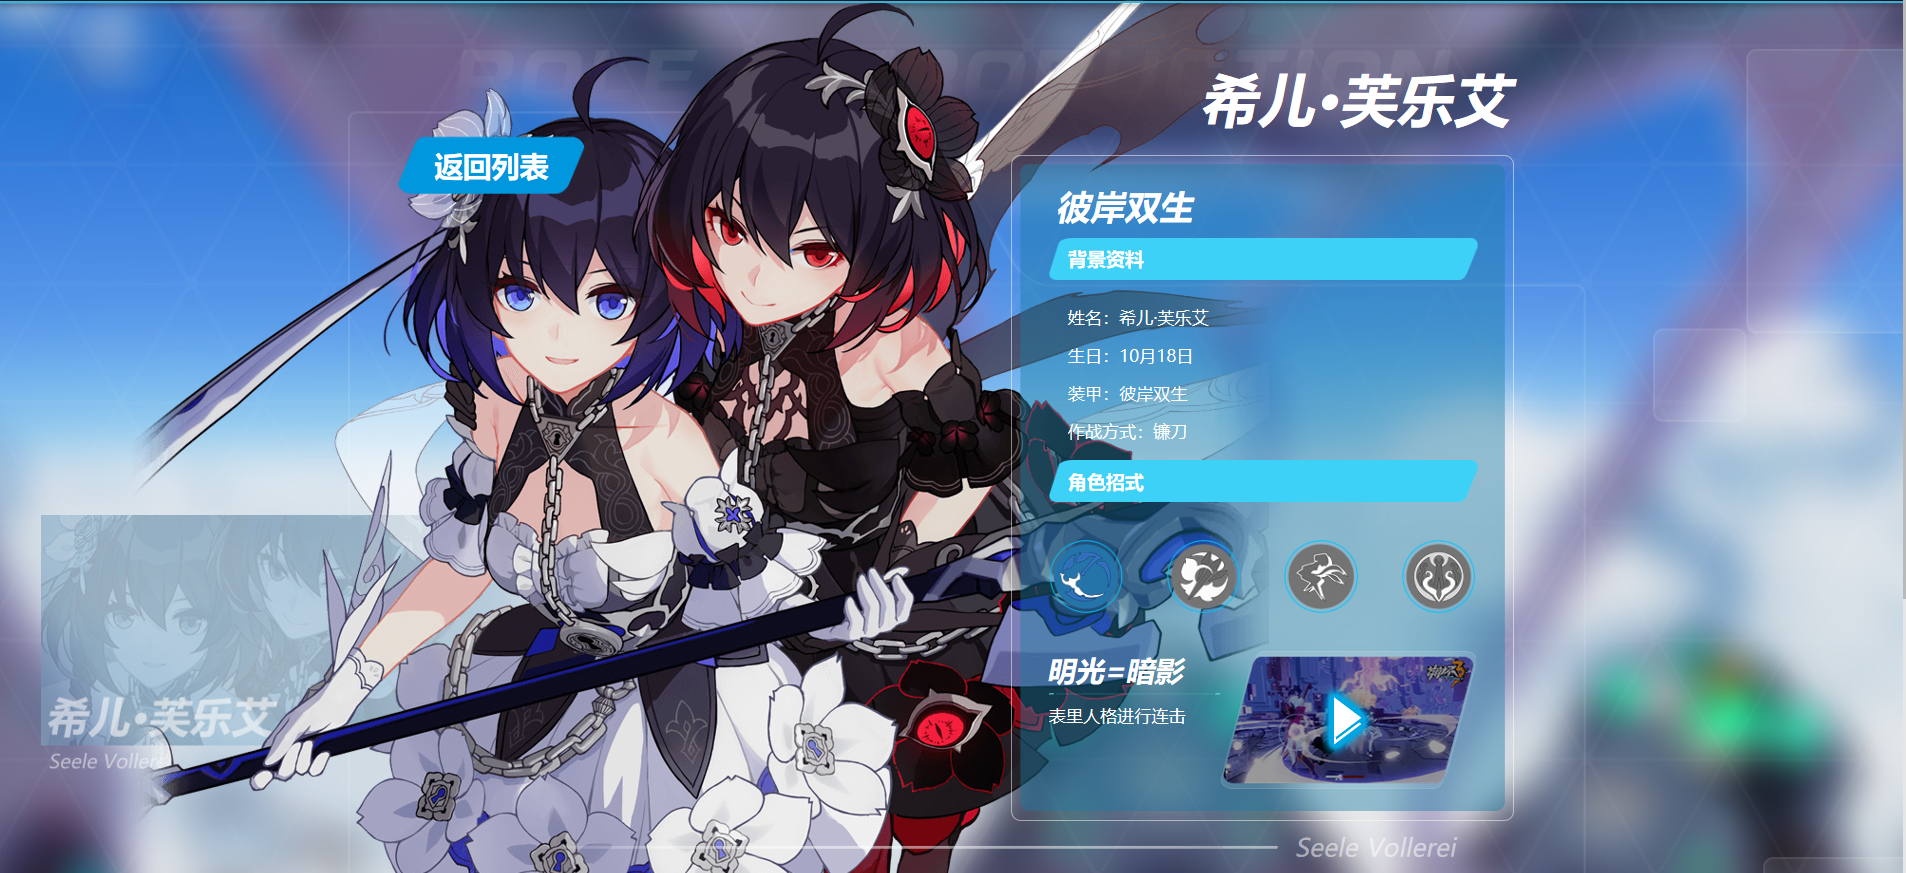 希儿•芙乐艾
返回列表
彼岸双生
背景资料
姓名：希儿·芙乐艾
生日：10月18日
装甲：彼岸双生
作战方式：镰刀
角色招式
明光=暗影
表里人格进行连击
希儿•芙乐艾
Seele Vollerei
Seele Vollerei